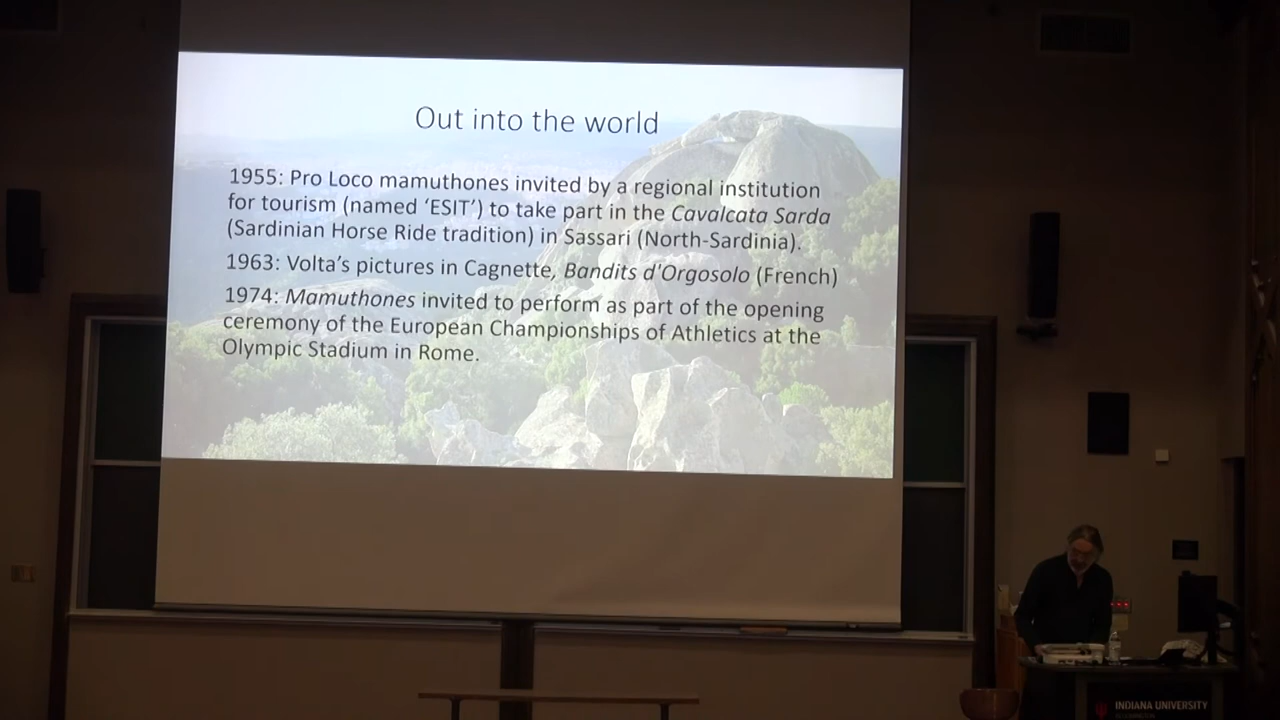 Out into the world
1955: Pro Loco mamuthones invited by a regional institution
for tourism (named ‘ESIT’) to take part in the Cavalcata Sarda
(Sardinian Horse Ride tradition) in Sassari (North-Sardinia).
1963: Volta’s pictures in Cagnette, Bandits d'Orgosolo (French)
1974: Mamuthones invited to perform as part of the opening
ceremony of the European Championships of Athletics at the
Olympic Stadium in Rome.
INDIANA UNIVERSITY